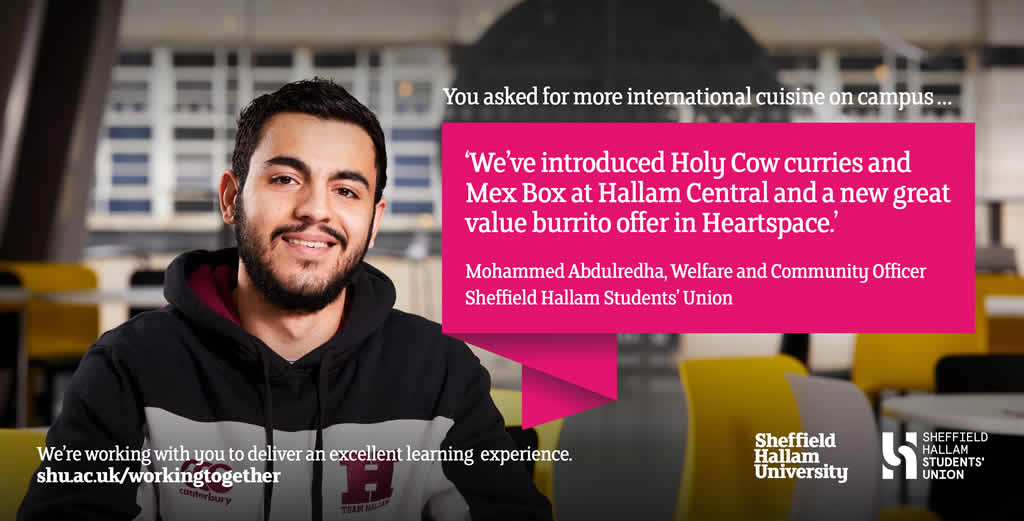 You asked for more international cuisine on campus ...
‘We’ve introduced Holy Cow curries and
Mex Box at Hallam Central and a new great
value burrito offer in Heartspace.’
Mohammed Abdulredha, Welfare and Community Officer
Sheffield Hallam Students’ Union
We’re working with you to deliver an excellent learning experience.
shu.ac.uk/workingtogether
canterbury
H
TEAM HALLAM
Sheffield
Hallam
University
SHEFFIELD
HALLAM
STUDENTS’
UNION